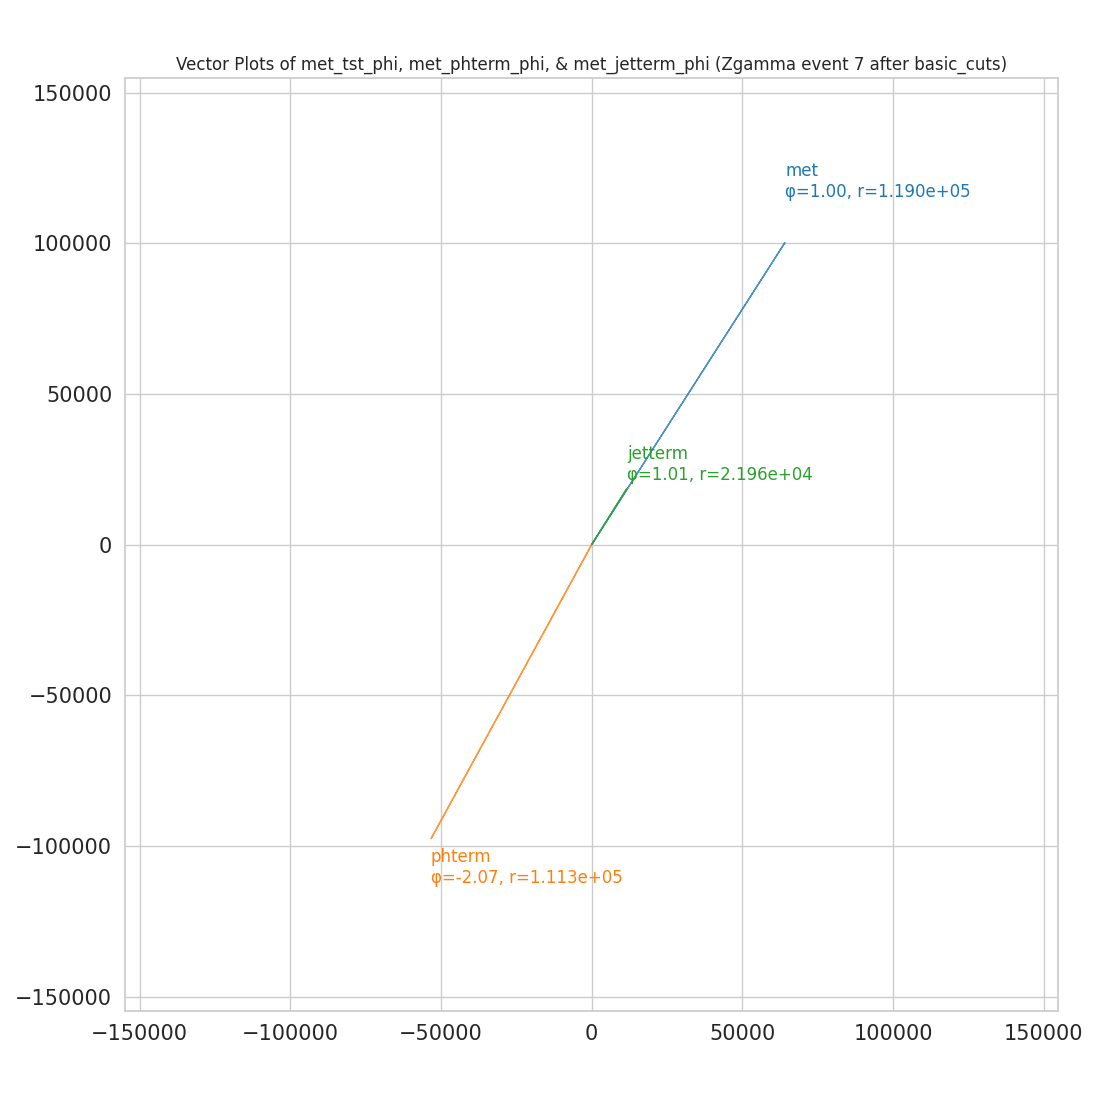 Vector Plots of met_tst_phi, met_phterm_phi, & met_jetterm_phi (Zgamma event 7 after basic_cuts)
150000
met
φ=1.00, r=1.190e+05
100000
50000
jetterm
φ=1.01, r=2.196e+04
0
−50000
−100000
phterm
φ=-2.07, r=1.113e+05
−150000
−150000 −100000 −50000 0 50000 100000 150000